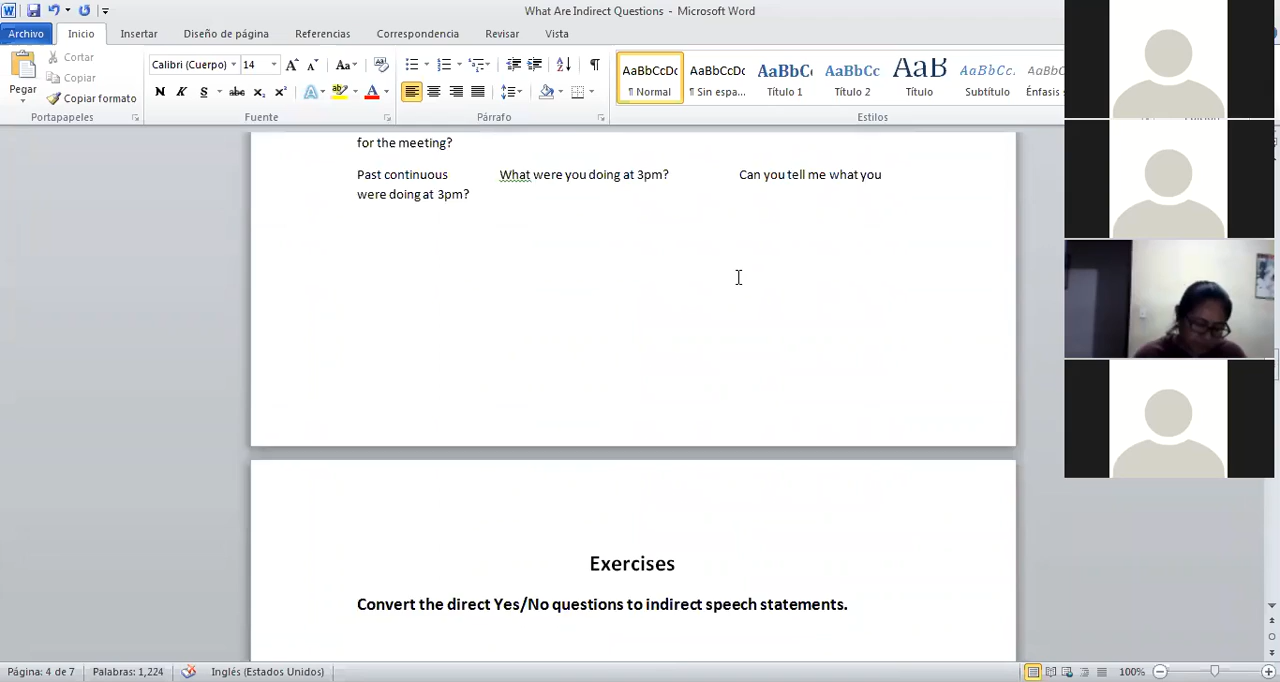 What Are Indirect Questions - Microsoft Word
Archivo Inicio Insertar Diseño de página Referencias Correspondencia Revisar Vista
Cortar
Copiar
Copiar formato
Pegar
Portapapeles
Calibri (Cuerpo) 14
Fuente
Párrafo
AaBbCcDc AaBbCcDc AaBbC AaBbCc AaB AaBbCc. AaBbCc
¶ Normal ¶ Sin espa... Título 1 Título 2 Título Subtítulo Énfasis
Estilos
for the meeting?
Past continuous What were you doing at 3pm? Can you tell me what you
were doing at 3pm?
Exercises
Convert the direct Yes/No questions to indirect speech statements.
Página: 4 de 7 Palabras: 1,224 Inglés (Estados Unidos) 100%